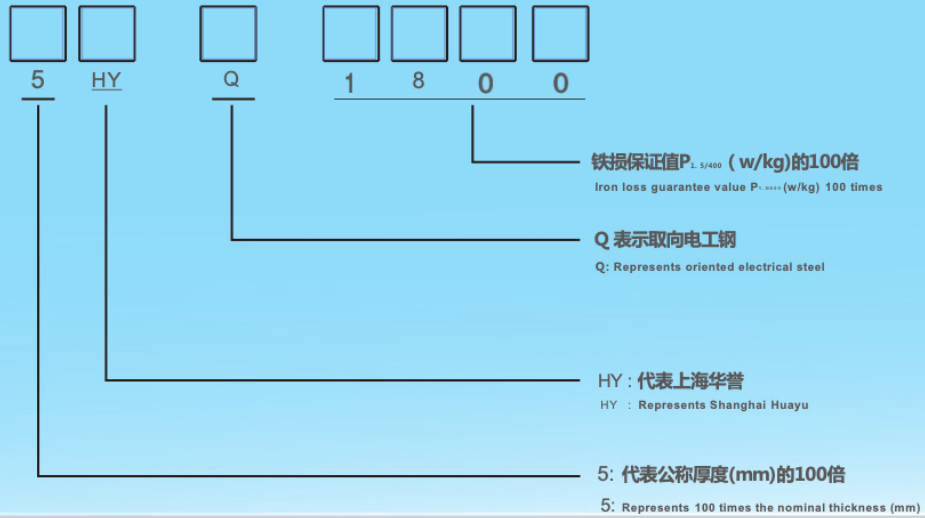 5 HY Q 1 8 0 0
铁损保证值P1. 5/400 ( w/kg)的100倍
Iron loss guarantee value P (w/kg) 100 times
Q 表示取向电工钢
Q: Represents oriented electrical steel
HY : 代表上海华誉
HY : Represents Shanghai Huayu
5: 代表公称厚度(mm)的100倍
5: Represents 100 times the nominal thickness (mm)